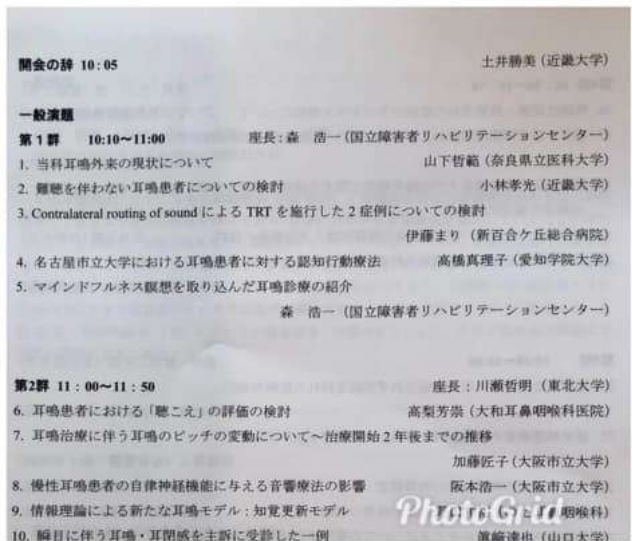 開会の辞 10:05 土井勝美(近畿大学)
一般演題
第1群 10:10~11:00 座長:森 浩一(国立障害者リハビリテーションセンター)
1. 当科耳鳴外来の現状について 山下哲範(奈良県立医科大学)
2. 難聴を伴わない耳鳴患者についての検討 小林孝光(近畿大学)
3. Contralateral routing of sound による TRT を施行した2症例についての検討
伊藤まり(新百合ケ丘総合病院)
4. 名古屋市立大学における耳鳴患者に対する認知行動療法 高橋真理子(愛知学院大学)
5. マインドフルネス瞑想を取り込んだ耳鳴診療の紹介
森 浩一(国立障害者リハビリテーションセンター)
第2群 11:00~11:50 座長:川瀬哲明(東北大学)
6. 耳鳴患者における「聴こえ」の評価の検討 高梨芳崇(大和耳鼻咽喉科医院)
7. 耳鳴治療に伴う耳鳴のピッチの変動について~治療開始2年後までの推移
加藤匠子(大阪市立大学)
8. 慢性耳鳴患者の自律神経機能に与える音響療法の影響 阪本浩一(大阪市立大学)
9. 情報理論による新たな耳鳴モデル:知覚更新モデル 耳鼻咽喉科)
PhotoGrid
10. 瞬目に伴う耳鳴・耳閉感を主訴に受診した一例 眞﨑達也(山口大学)